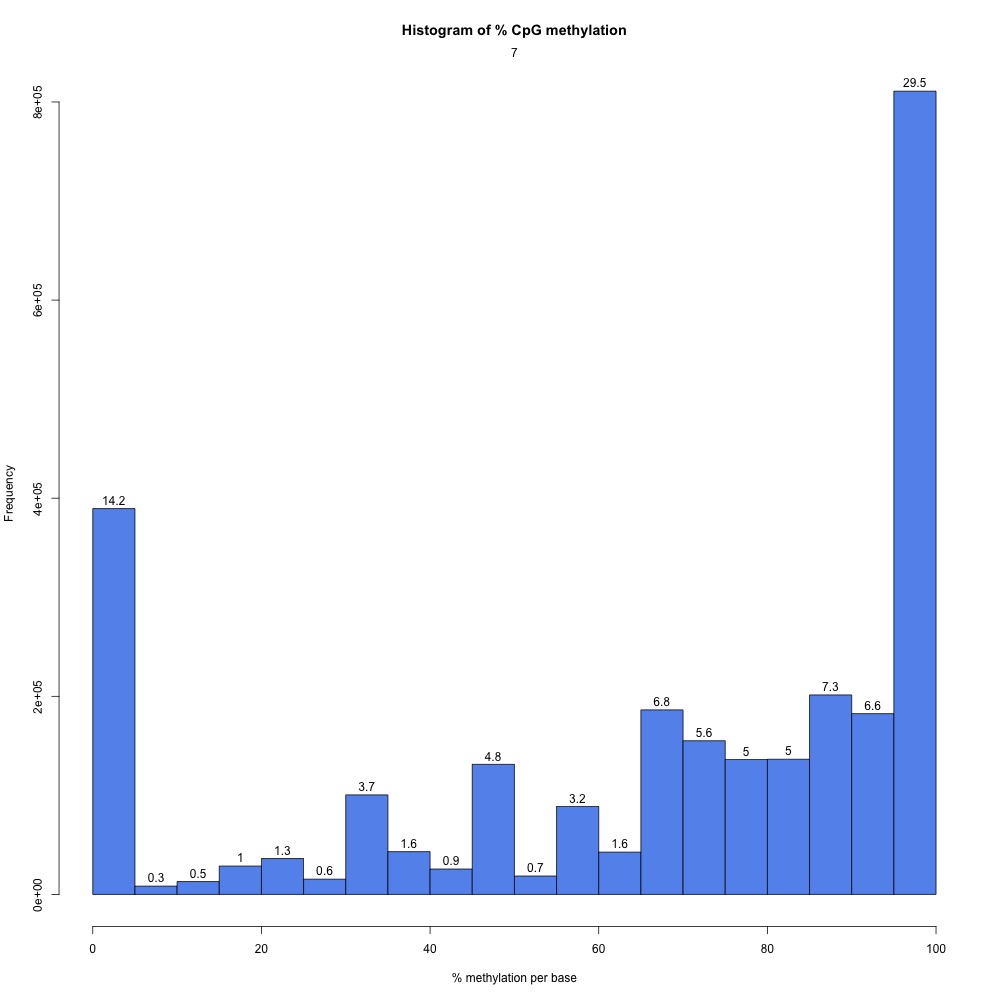 Histogram of % CpG methylation
7
Frequency
8e+05
6e+05
4e+05
2e+05
0e+00
14.2
0.3
0.5
1
1.3
0.6
3.7
1.6
0.9
4.8
0.7
3.2
1.6
6.8
5.6
5
5
7.3
6.6
29.5
0 20 40 60 80 100
% methylation per base